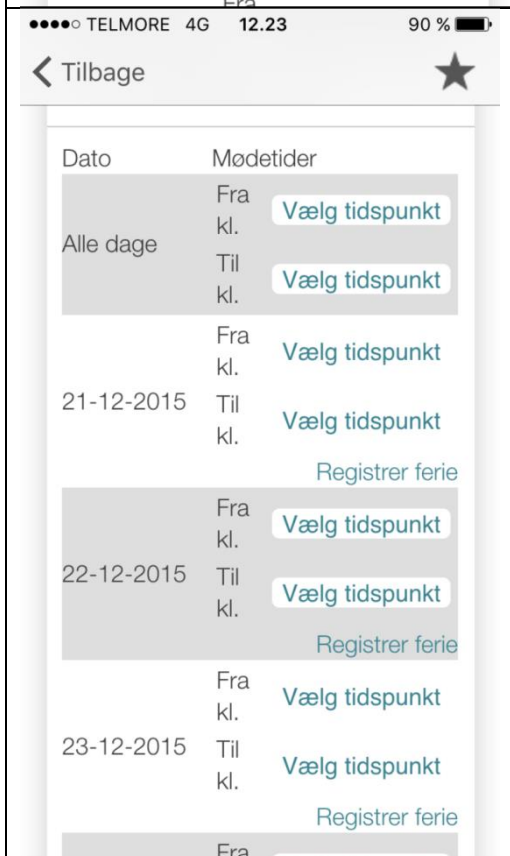 Fra
TELMORE 4G 12.23 90 %
Tilbage
Dato Mødetider
Fra kl. Vælg tidspunkt
Alle dage
Til kl. Vælg tidspunkt
Fra kl. Vælg tidspunkt
21-12-2015
Til kl. Vælg tidspunkt
Registrer ferie
Fra kl. Vælg tidspunkt
22-12-2015
Til kl. Vælg tidspunkt
Registrer ferie
Fra kl. Vælg tidspunkt
23-12-2015
Til kl. Vælg tidspunkt
Registrer ferie
Fra